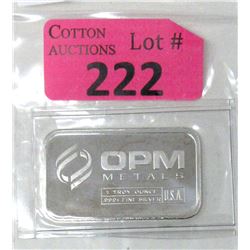 COTTON
AUCTIONS
Lot #
222
OPM
METALS
1 TROY OUNCE
.999+ FINE SILVER
U.S.A.